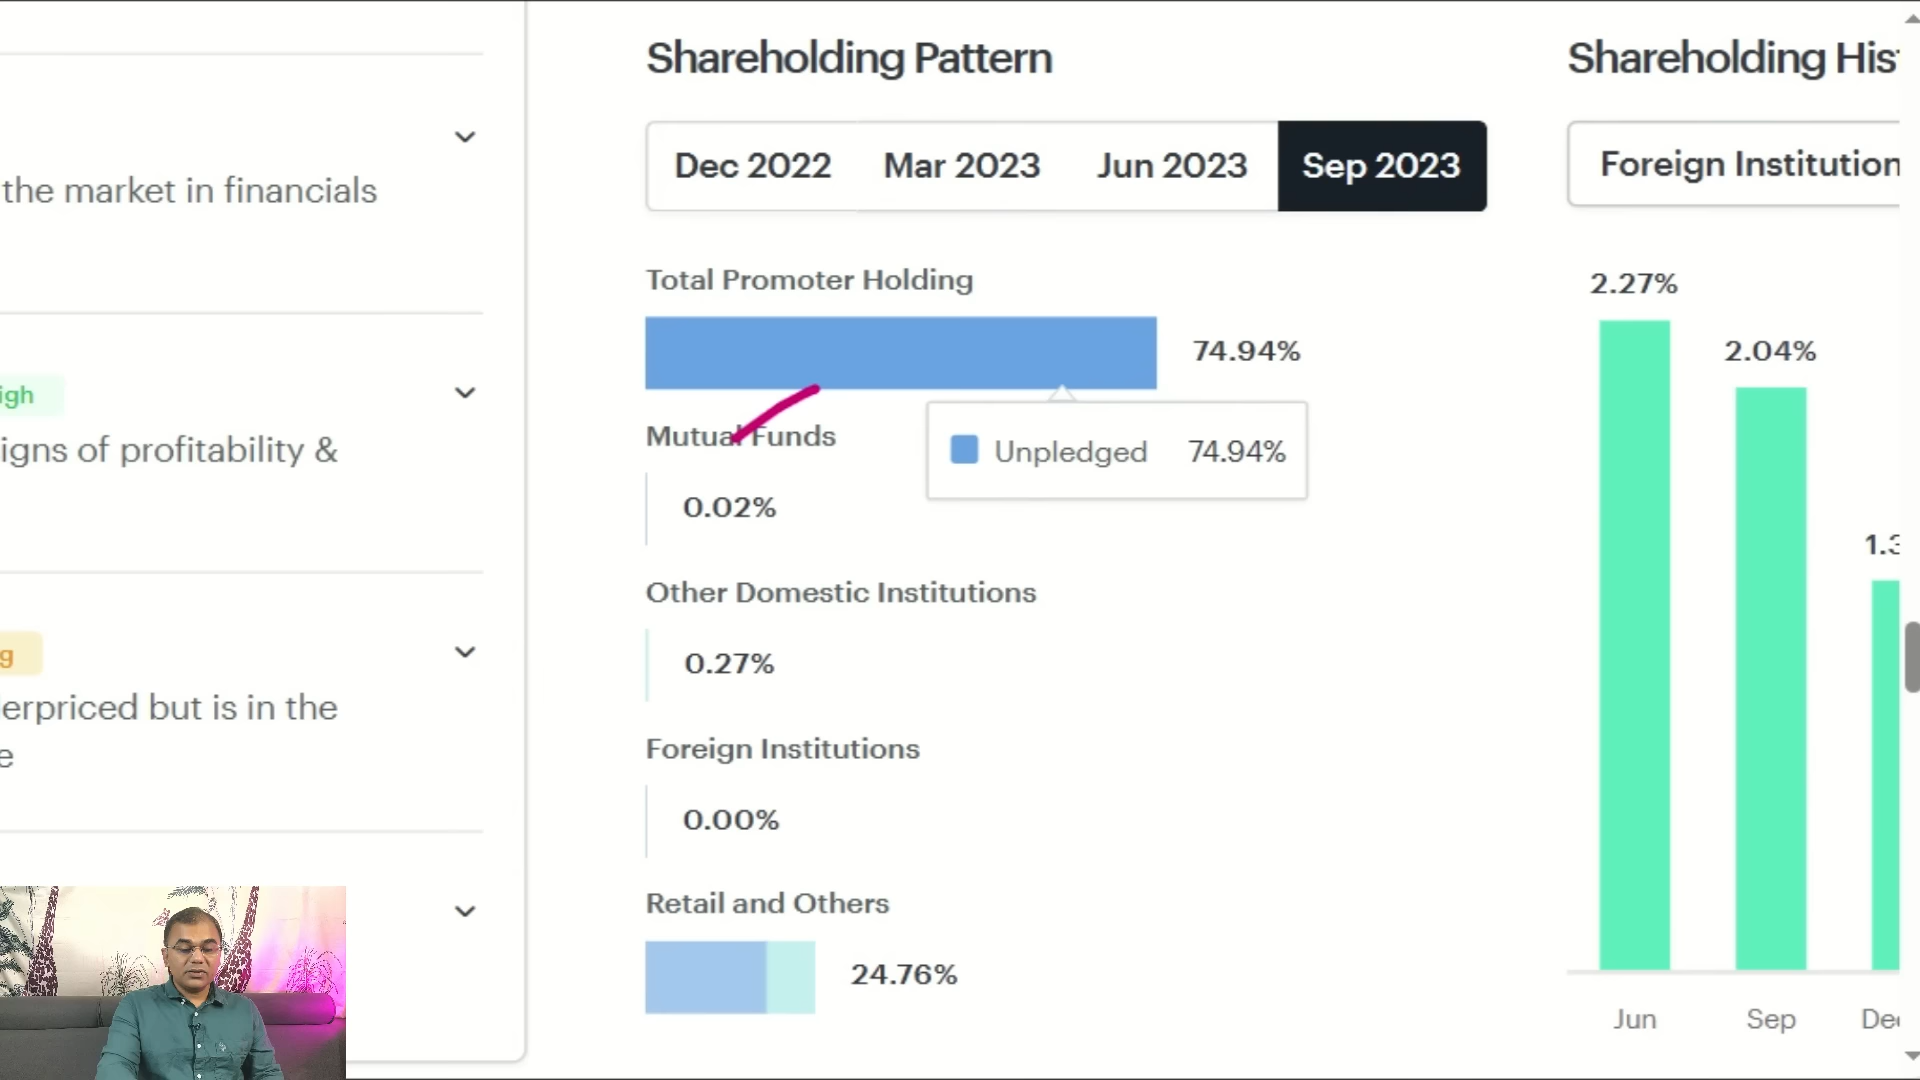 the market in financials
igh
igns of profitability &
g
erpriced but is in the
e
Shareholding Pattern
Dec 2022 Mar 2023 Jun 2023 Sep 2023
Total Promoter Holding
74.94%
Unpledged 74.94%
Mutual Funds
0.02%
Other Domestic Institutions
0.27%
Foreign Institutions
0.00%
Retail and Others
24.76%
Shareholding His
Foreign Institution
2.27%
2.04%
1.3
Jun Sep Dec